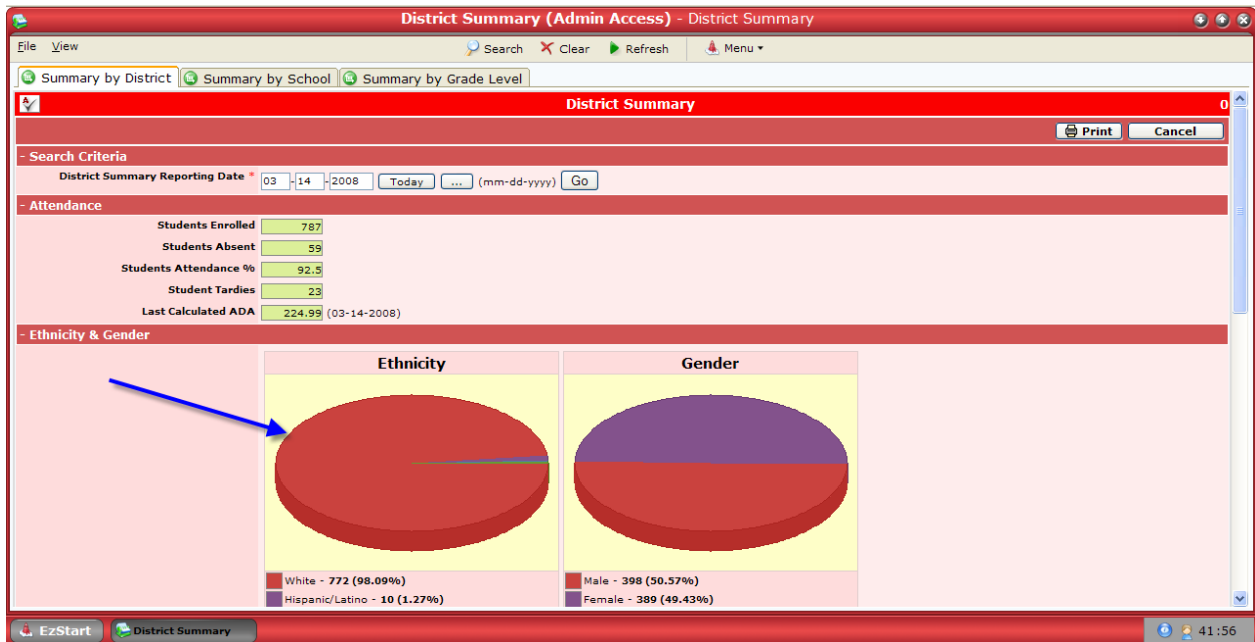 District Summary (Admin Access) - District Summary
File View Search Clear Refresh Menu
Summary by District Summary by School Summary by Grade Level
District Summary 0
Print Cancel
- Search Criteria
District Summary Reporting Date * 03 -14 -2008 Today ... (mm-dd-yyyy) Go
- Attendance
Students Enrolled 787
Students Absent 59
Students Attendance % 92.5
Student Tardies 23
Last Calculated ADA 224.99 (03-14-2008)
- Ethnicity & Gender
Ethnicity Gender
White - 772 (98.09%) Male - 398 (50.57%)
Hispanic/Latino - 10 (1.27%) Female - 389 (49.43%)
EzStart District Summary 41:56